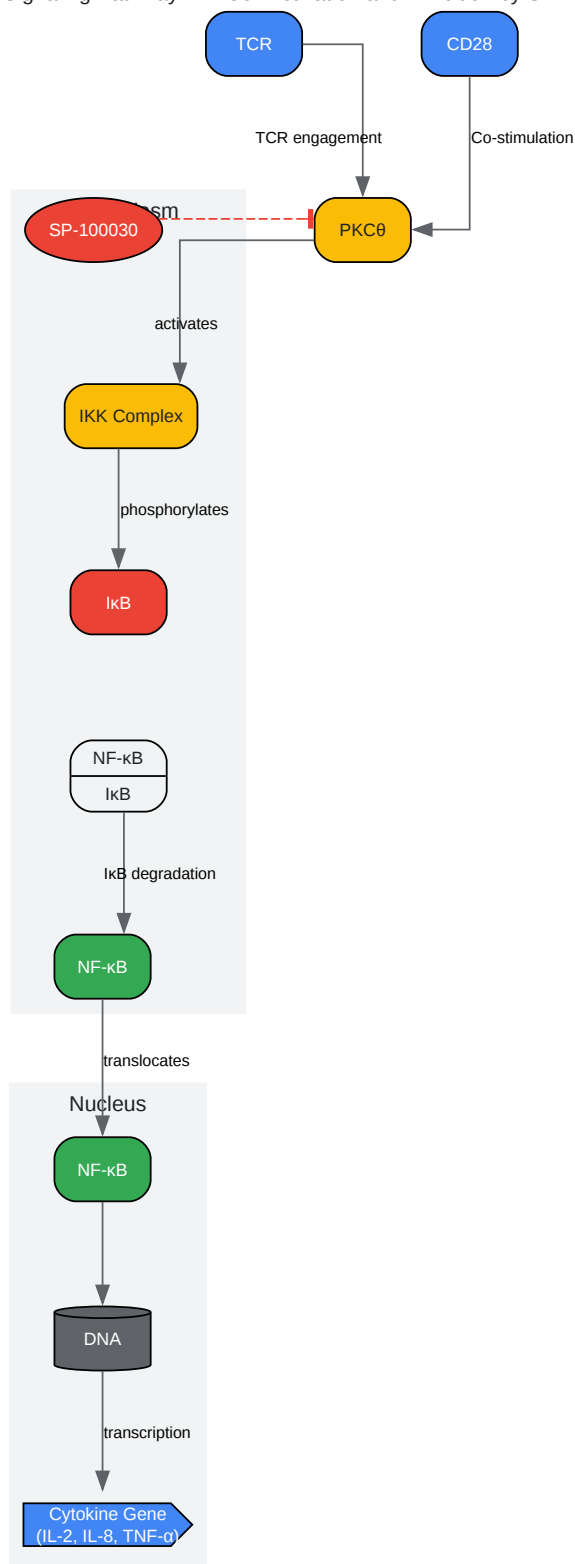 TCR
CD28
TCR engagement
Co-stimulation
asm
SP-100030
PKCθ
activates
IKK Complex
phosphorylates
IκB
NF-κB
IκB
IκB degradation
NF-κB
translocates
Nucleus
NF-κB
DNA
transcription
Cytokine Gene
(IL-2, IL-8, TNF-α)